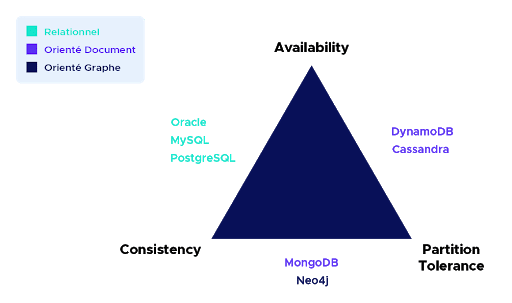 Relationnel
Orienté Document
Orienté Graphe
Availability
Oracle
MySQL
PostgreSQL
DynamoDB
Cassandra
Consistency
Partition
Tolerance
MongoDB
Neo4j